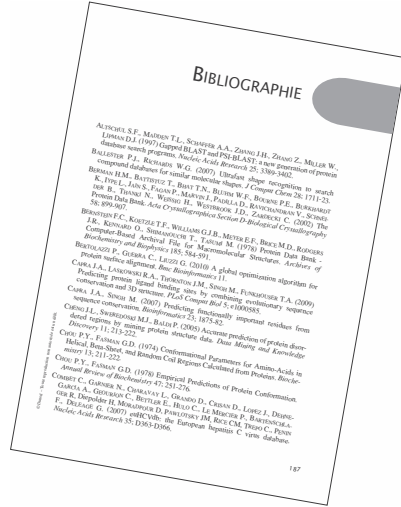 BIBLIOGRAPHIE
ALTSCHUL S.F., MADDEN T.L., SCHAFFER A.A., ZHANG J.H., ZHANG Z., MILLER W.,
LIPMAN D.J. (1997) Gapped BLAST and PSI-BLAST: a new generation of protein
database search programs. Nucleic Acids Research 25: 3389-3402.
BALLESTER P.J., RICHARDS W.G. (2007) Ultrafast shape recognition to search
compound databases for similar molecular shapes. J Comput Chem 28: 1711-23.
BERMAN H.M., BATTISTUZ T., BHAT T.N., BLUHM W.F., BOURNE P.E., BURKHARDT
K., IYPE L., JAIN S., FAGAN P., MARVIN J., PADILLA D., RAVICHANDRAN V., SCHNEI-
DER B., THANKI N., WEISSIG H., WESTBROOK J.D., ZARDECKI C. (2002) The
Protein Data Bank. Acta Crystallographica Section D-Biological Crystallography
58: 899-907.
BERNSTEIN F.C., KOETZLE T.F., WILLIAMS G.J.B., MEYER E.F., BRICE M.D., RODGERS
J.R., KENNARD O., SHIMANOUCHI T., TASUMI M. (1978) Protein Data Bank –
Computer-Based Archival File for Macromolecular Structures. Archives of
Biochemistry and Biophysics 185: 584-591.
BERTOLAZZI P., GUERRA C., LIUZZI G. (2010) A global optimization algorithm for
protein surface alignment. Bmc Bioinformatics 11.
CAPRA J.A., LASKOWSKI R.A., THORNTON J.M., SINGH M., FUNKHOUSER T.A. (2009)
Predicting protein ligand binding sites by combining evolutionary sequence
conservation and 3D structure. PLoS Comput Biol 5: e1000585.
CAPRA J.A., SINGH M. (2007) Predicting functionally important residues from
sequence conservation. Bioinformatics 23: 1875-82.
CHENG J.L., SWEREDOSKI M.J., BALDI P. (2005) Accurate prediction of protein disor-
dered regions by mining protein structure data. Data Mining and Knowledge
Discovery 11: 213-222.
CHOU P.Y., FASMAN G.D. (1974) Conformational Parameters for Amino-Acids in
Helical, Beta-Sheet, and Random Coil Regions Calculated from Proteins. Bioche-
mistry 13: 211-222.
CHOU P.Y., FASMAN G.D. (1978) Empirical Predictions of Protein Conformation.
Annual Review of Biochemistry 47: 251-276.
COMBET C., GARNIER N., CHARAVAY C., GRANDO D., CRISAN D., LOPEZ J., DEHNE-
GARCIA A., GEOURJON C., BETTLER E., HULO C., LE MERCIER P., BARTENSCHLA-
GER R., DIEPOLDER H., MORADPOUR D., PAWLOTSKY JM, RICE CM, TREPO C., PENIN
F., DELEAGE G. (2007) euHCVdb: the European hepatitis C virus database.
Nucleic Acids Research 35: D363-D366.
187